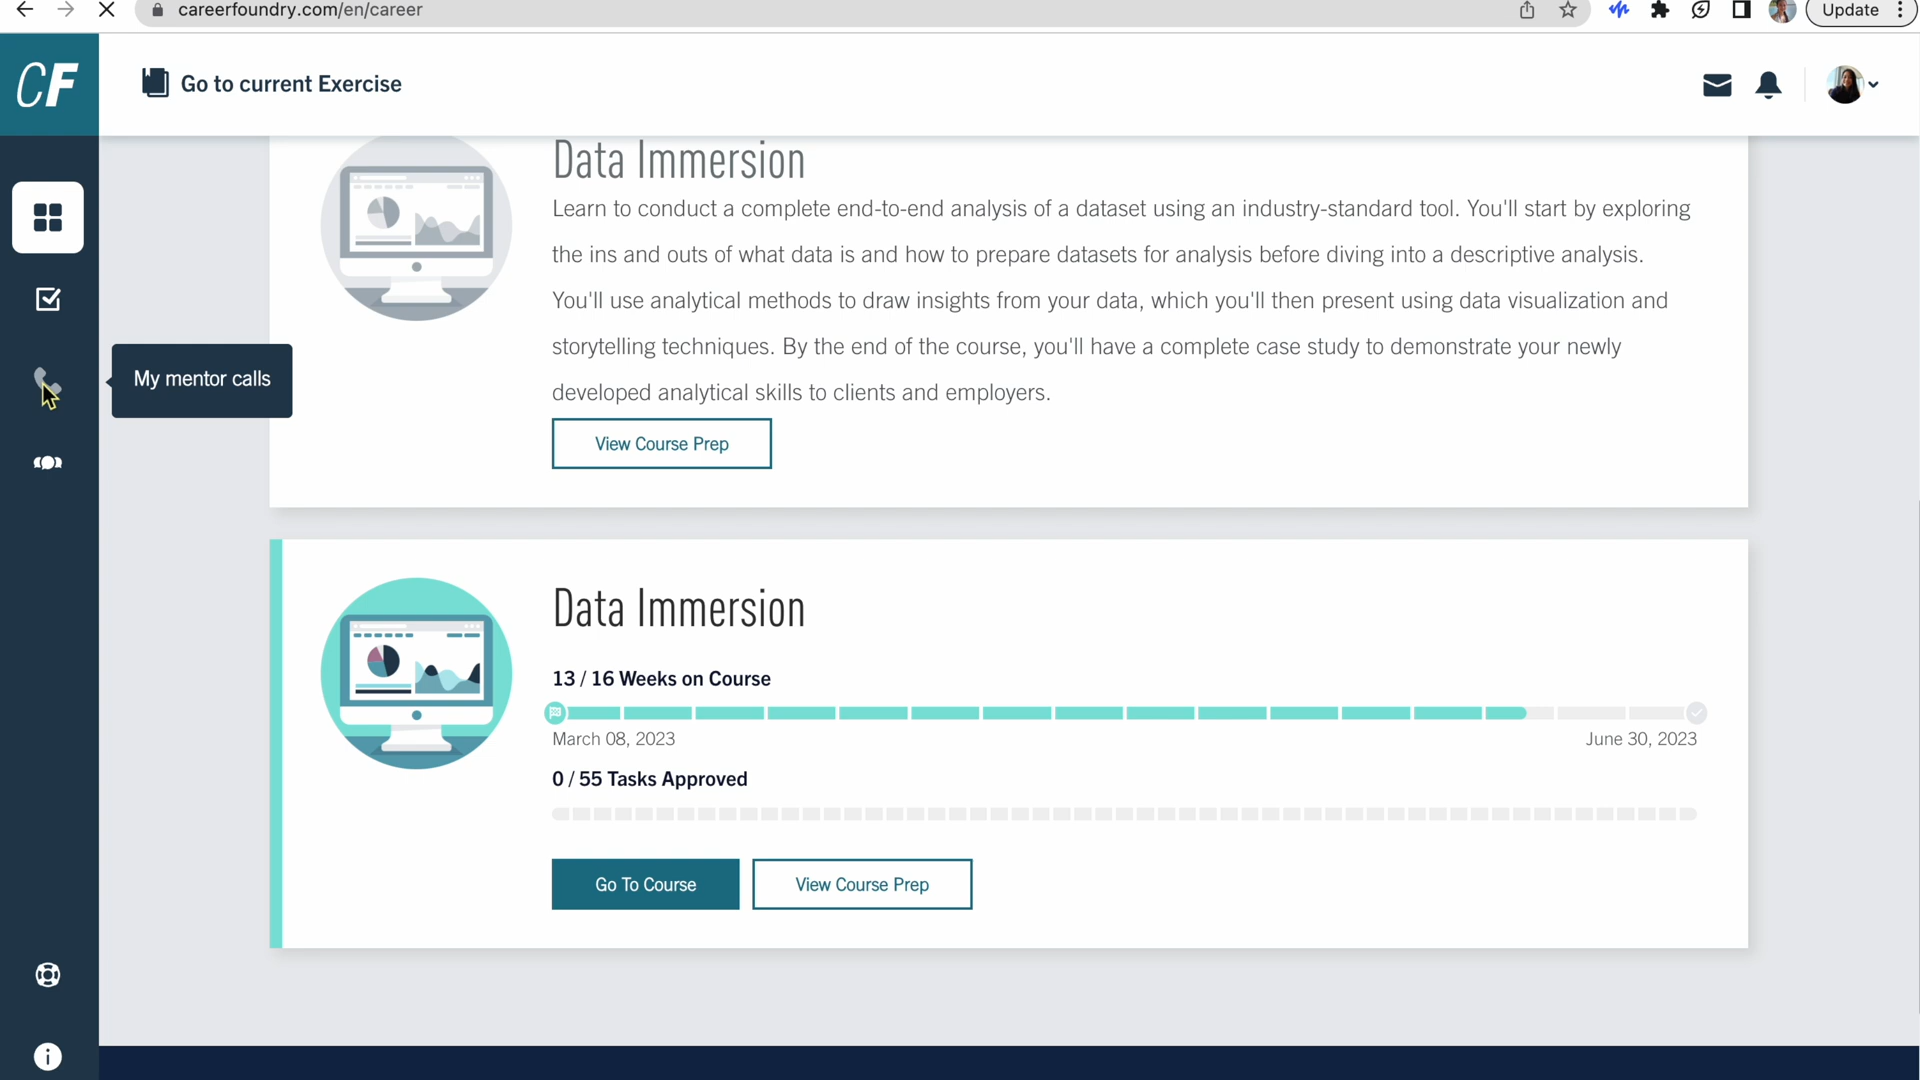 careerfoundry.com/en/career
Update
CF
Go to current Exercise
Data Immersion
Learn to conduct a complete end-to-end analysis of a dataset using an industry-standard tool. You'll start by exploring
the ins and outs of what data is and how to prepare datasets for analysis before diving into a descriptive analysis.
You'll use analytical methods to draw insights from your data, which you'll then present using data visualization and
storytelling techniques. By the end of the course, you'll have a complete case study to demonstrate your newly
developed analytical skills to clients and employers.
My mentor calls
View Course Prep
Data Immersion
13 / 16 Weeks on Course
March 08, 2023
June 30, 2023
0 / 55 Tasks Approved
Go To Course
View Course Prep